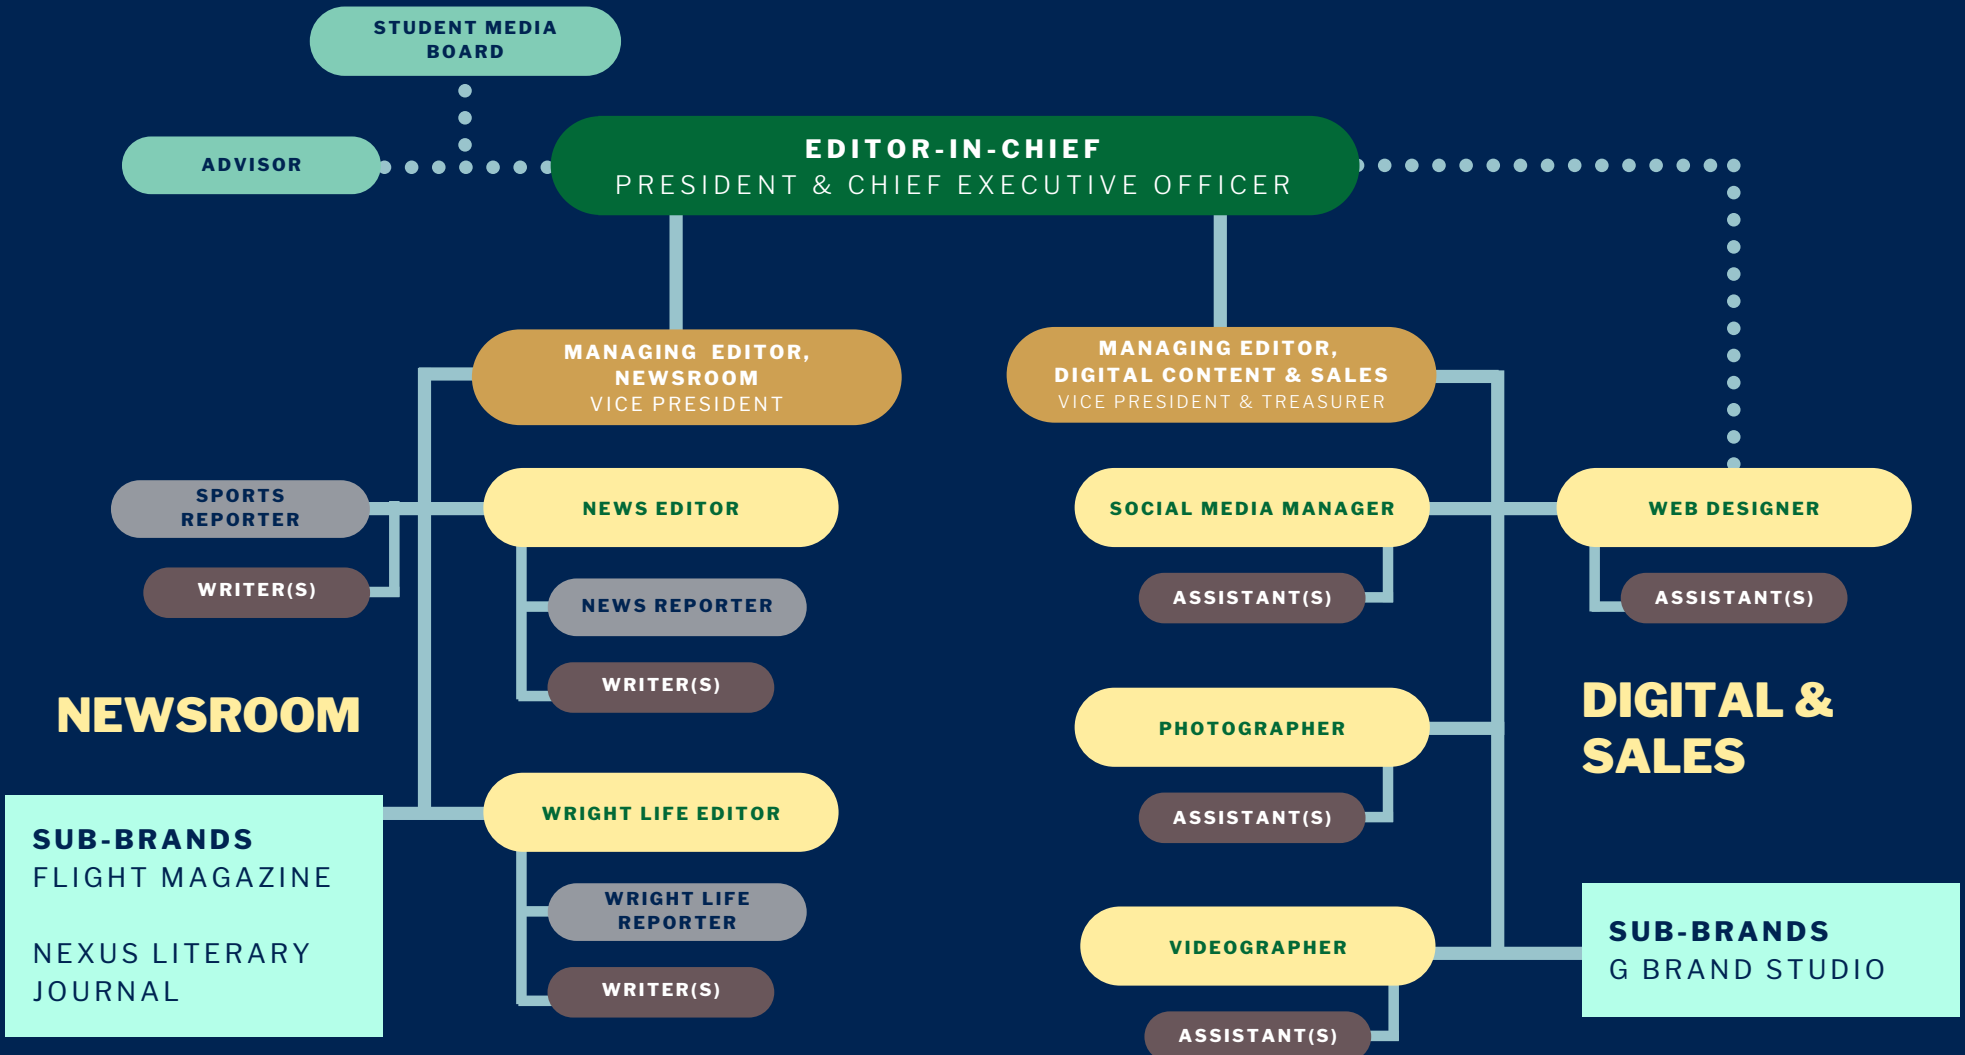 STUDENT MEDIA
BOARD
ADVISOR
EDITOR-IN-CHIEF
PRESIDENT & CHIEF EXECUTIVE OFFICER
MANAGING EDITOR,
NEWSROOM
VICE PRESIDENT
MANAGING EDITOR,
DIGITAL CONTENT & SALES
VICE PRESIDENT & TREASURER
SPORTS
REPORTER
WRITER(S)
NEWS EDITOR
NEWS REPORTER
WRITER(S)
NEWSROOM
WRIGHT LIFE EDITOR
WRIGHT LIFE
REPORTER
WRITER(S)
SUB-BRANDS
FLIGHT MAGAZINE
NEXUS LITERARY
JOURNAL
SOCIAL MEDIA MANAGER
ASSISTANT(S)
WEB DESIGNER
ASSISTANT(S)
PHOTOGRAPHER
ASSISTANT(S)
DIGITAL &
SALES
VIDEOGRAPHER
ASSISTANT(S)
SUB-BRANDS
G BRAND STUDIO